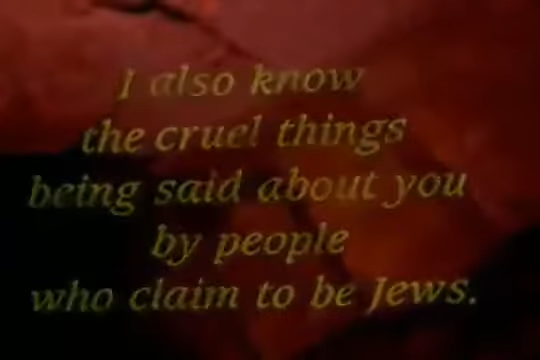 I also know
the cruel things
being said about you
by people
who claim to be Jews.